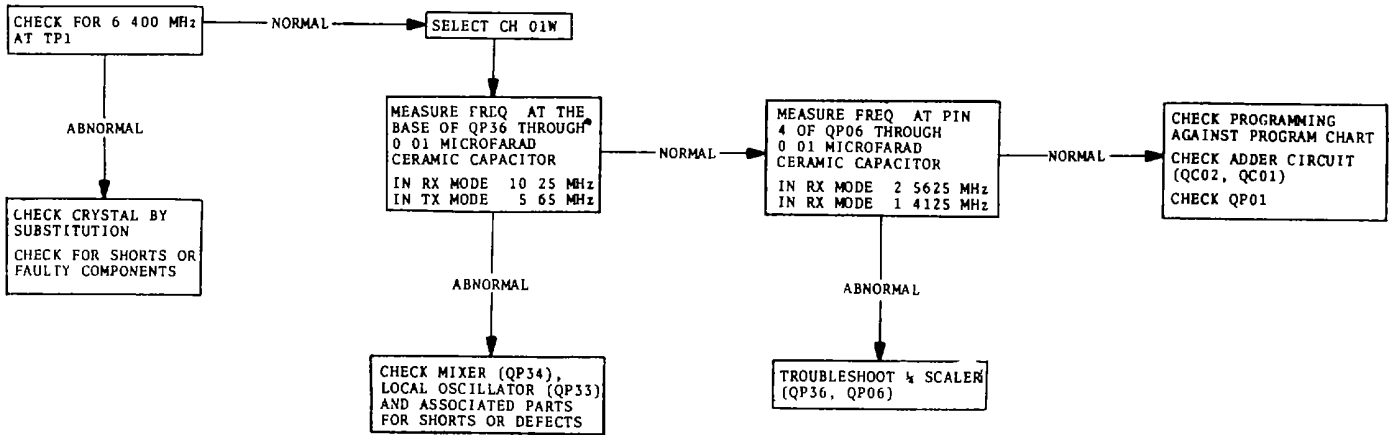 CHECK FOR 6 400 MHz
AT TP1
NORMAL
SELECT CH 01W
ABNORMAL
CHECK CRYSTAL BY
SUBSTITUTION
CHECK FOR SHORTS OR
FAULTY COMPONENTS
MEASURE FREQ AT THE
BASE OF QP36 THROUGH
0 01 MICROFARAD
CERAMIC CAPACITOR
IN RX MODE 10 25 MHz
IN TX MODE 5 65 MHz
NORMAL
ABNORMAL
CHECK MIXER (QP34),
LOCAL OSCILLATOR (QP33)
AND ASSOCIATED PARTS
FOR SHORTS OR DEFECTS
MEASURE FREQ AT PIN
4 OF QP06 THROUGH
0 01 MICROFARAD
CERAMIC CAPACITOR
IN RX MODE 2 5625 MHz
IN RX MODE 1 4125 MHz
NORMAL
ABNORMAL
TROUBLESHOOT ¼ SCALER
(QP36, QP06)
CHECK PROGRAMMING
AGAINST PROGRAM CHART
CHECK ADDER CIRCUIT
(QC02, QC01)
CHECK QP01